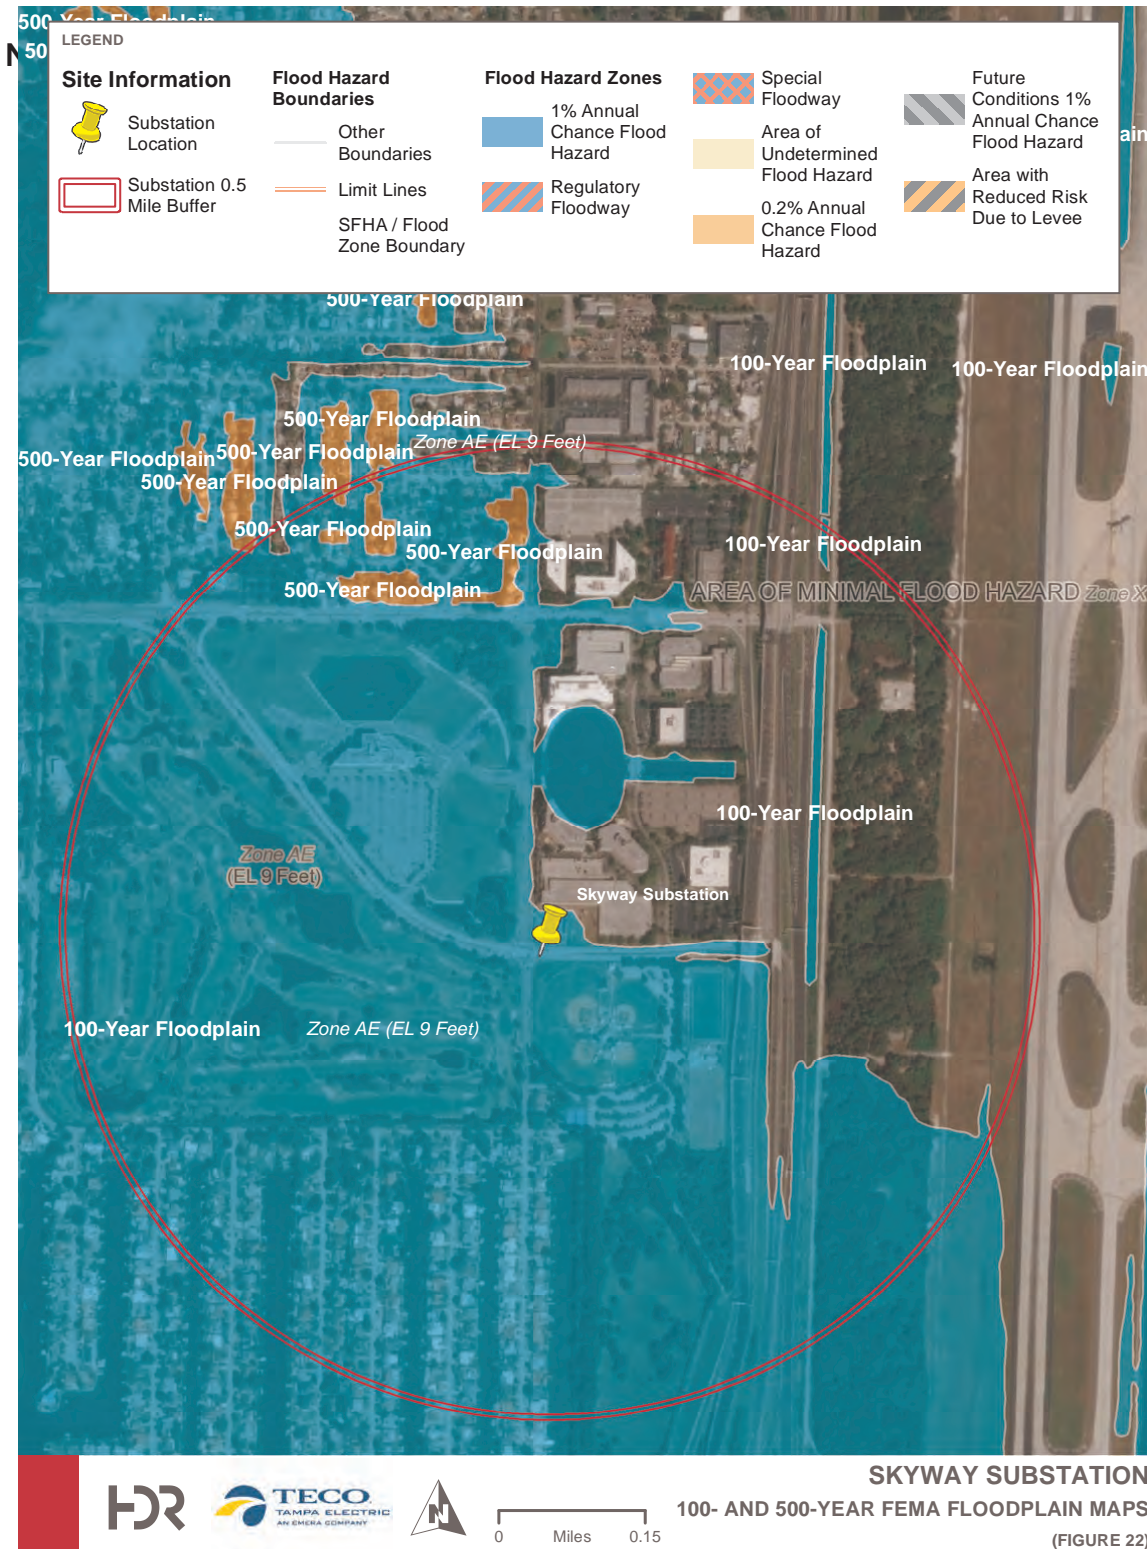 500-Year Floodplain
N
50
LEGEND
Site Information
Substation
Location
Substation 0.5
Mile Buffer
Flood Hazard
Boundaries
Other
Boundaries
Limit Lines
SFHA / Flood
Zone Boundary
Flood Hazard Zones
1% Annual
Chance Flood
Hazard
Regulatory
Floodway
Special
Floodway
Area of
Undetermined
Flood Hazard
0.2% Annual
Chance Flood
Hazard
Future
Conditions 1%
Annual Chance
Flood Hazard
Area with
Reduced Risk
Due to Levee
ain
500-Year Floodplain
100-Year Floodplain
100-Year Floodplain
500-Year Floodplain
Zone AE (EL 9 Feet)
500-Year Floodplain
500-Year Floodplain
500-Year Floodplain
500-Year Floodplain
500-Year Floodplain
100-Year Floodplain
500-Year Floodplain
AREA OF MINIMAL FLOOD HAZARD Zone X
100-Year Floodplain
Zone AE
(EL 9 Feet)
Skyway Substation
100-Year Floodplain
Zone AE (EL 9 Feet)
HDR
TECO
TAMPA ELECTRIC
AN EMERA COMPANY
N
0 Miles 0.15
SKYWAY SUBSTATION
100- AND 500-YEAR FEMA FLOODPLAIN MAPS
(FIGURE 22)